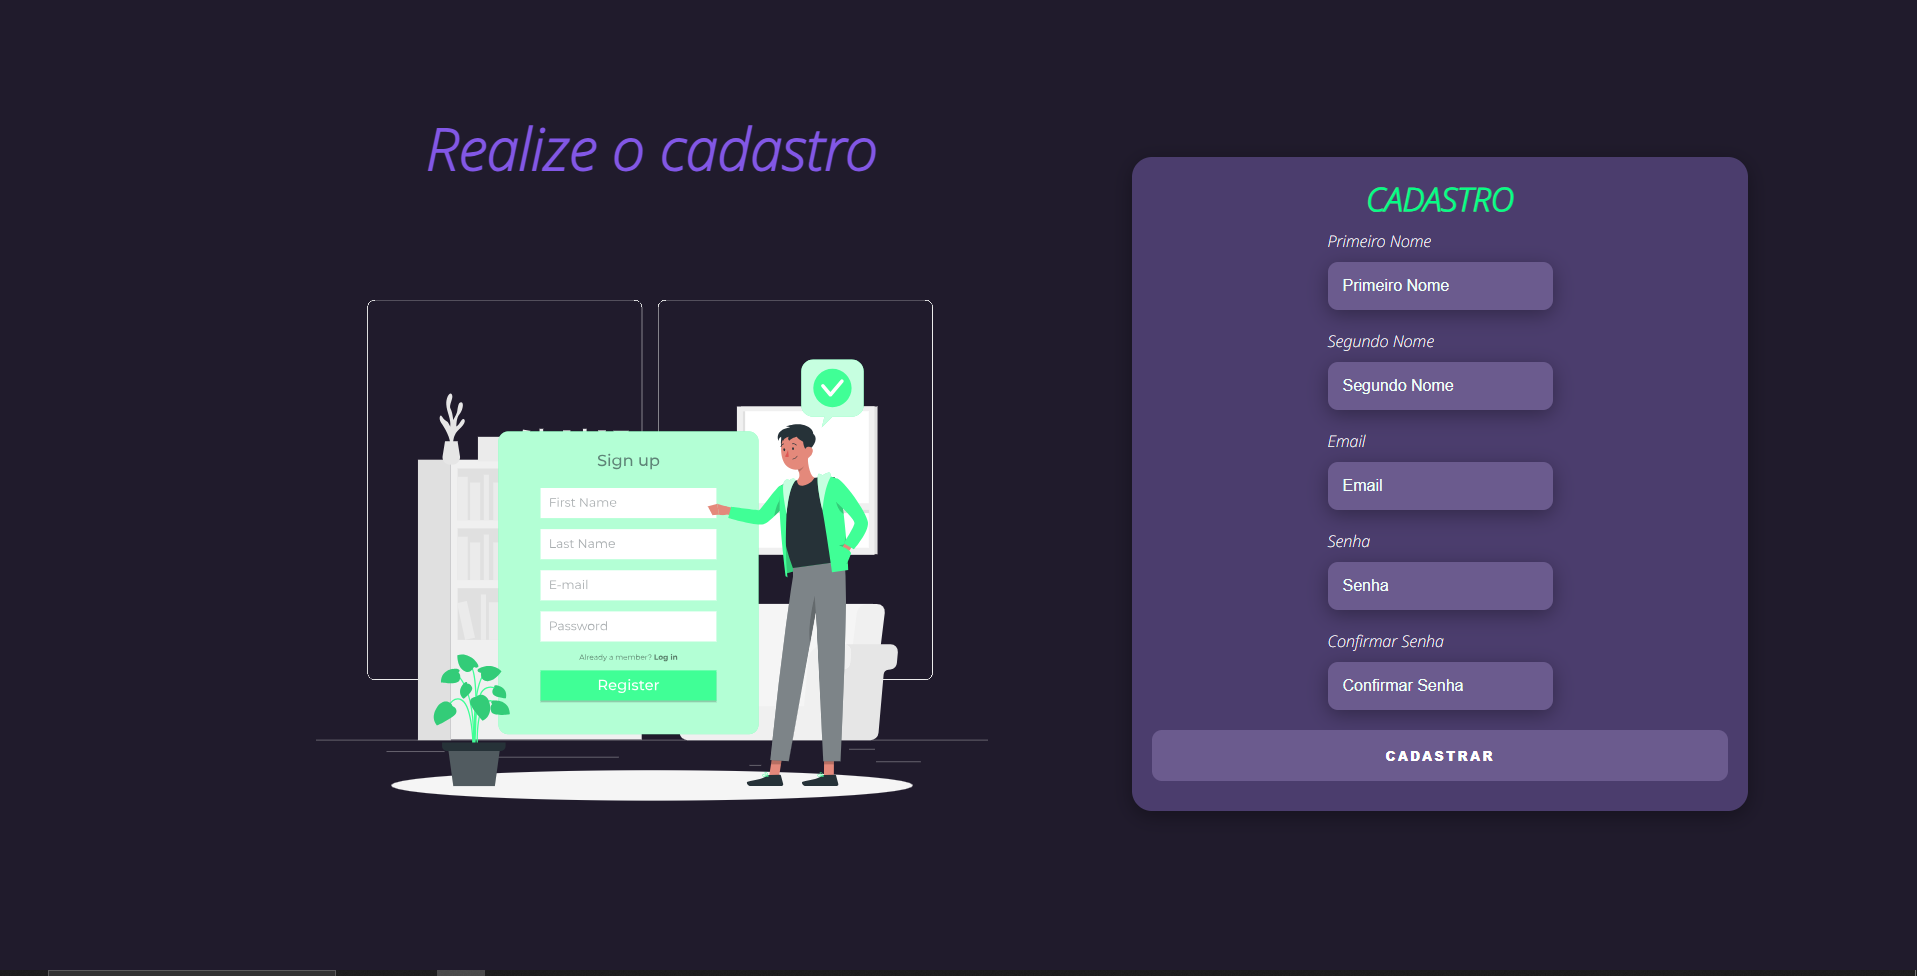 Realize o cadastro
Sign up
First Name
Last Name
E-mail
Password
Already a member? Log in
Register
CADASTRO
Primeiro Nome
Primeiro Nome
Segundo Nome
Segundo Nome
Email
Email
Senha
Senha
Confirmar Senha
Confirmar Senha
CADASTRAR